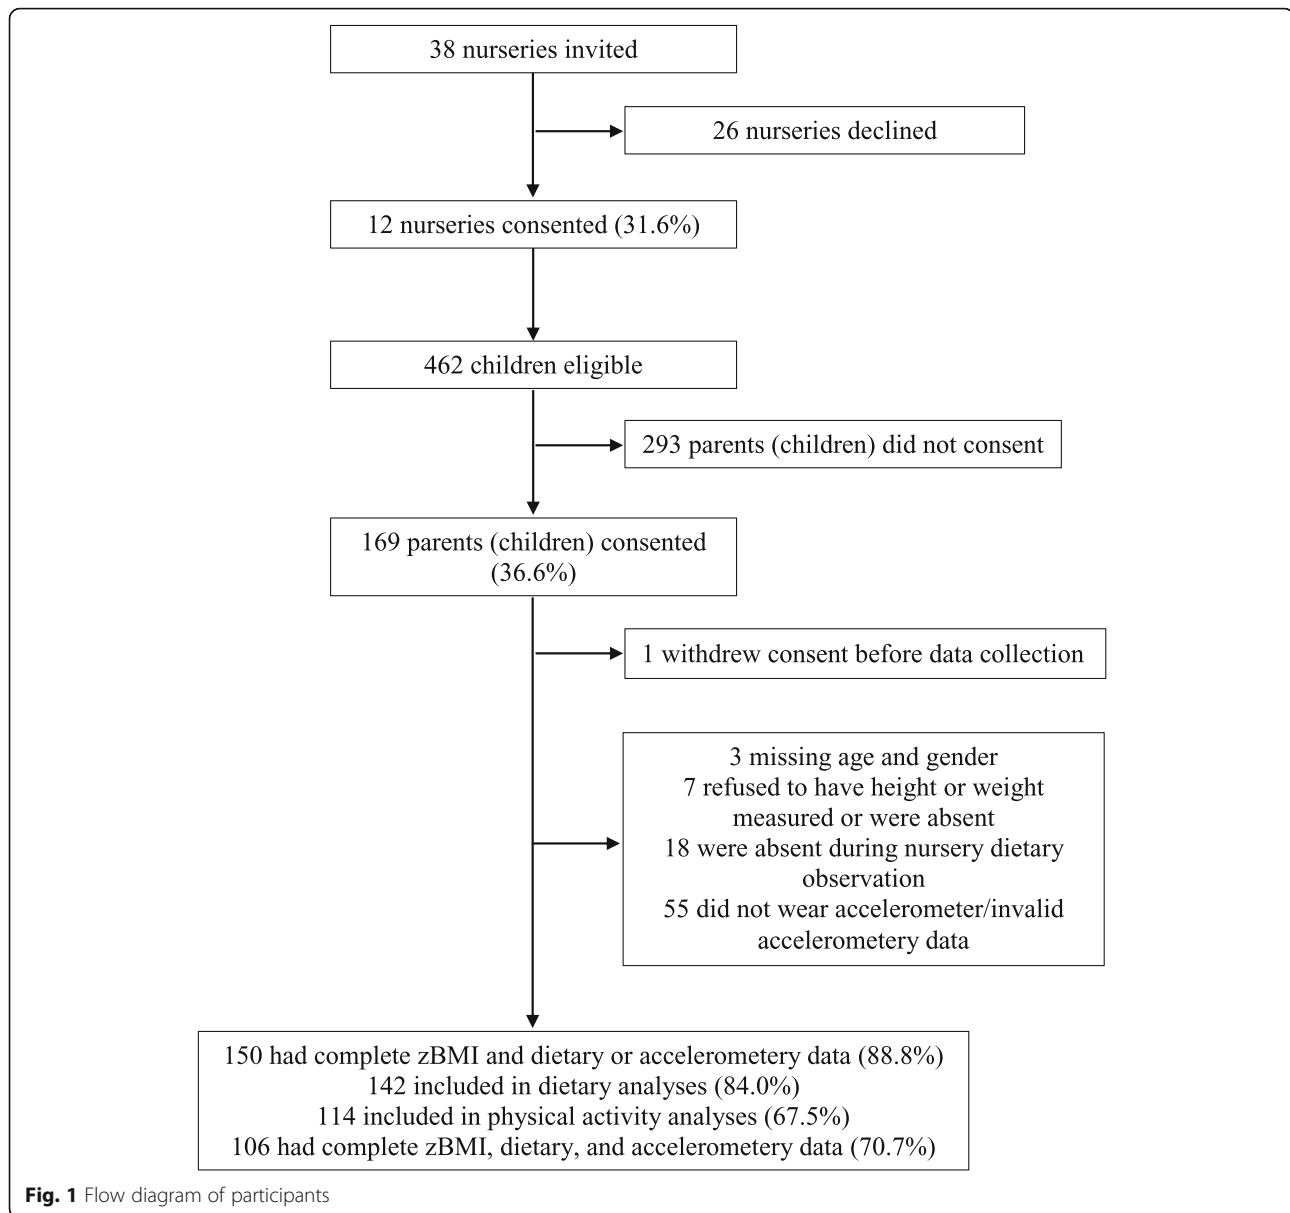 38 nurseries invited
26 nurseries declined
12 nurseries consented (31.6%)
462 children eligible
293 parents (children) did not consent
169 parents (children) consented
(36.6%)
1 withdrew consent before data collection
3 missing age and gender
7 refused to have height or weight
measured or were absent
18 were absent during nursery dietary
observation
55 did not wear accelerometer/invalid
accelerometery data
150 had complete zBMI and dietary or accelerometery data (88.8%)
142 included in dietary analyses (84.0%)
114 included in physical activity analyses (67.5%)
106 had complete zBMI, dietary, and accelerometery data (70.7%)
Fig. 1 Flow diagram of participants